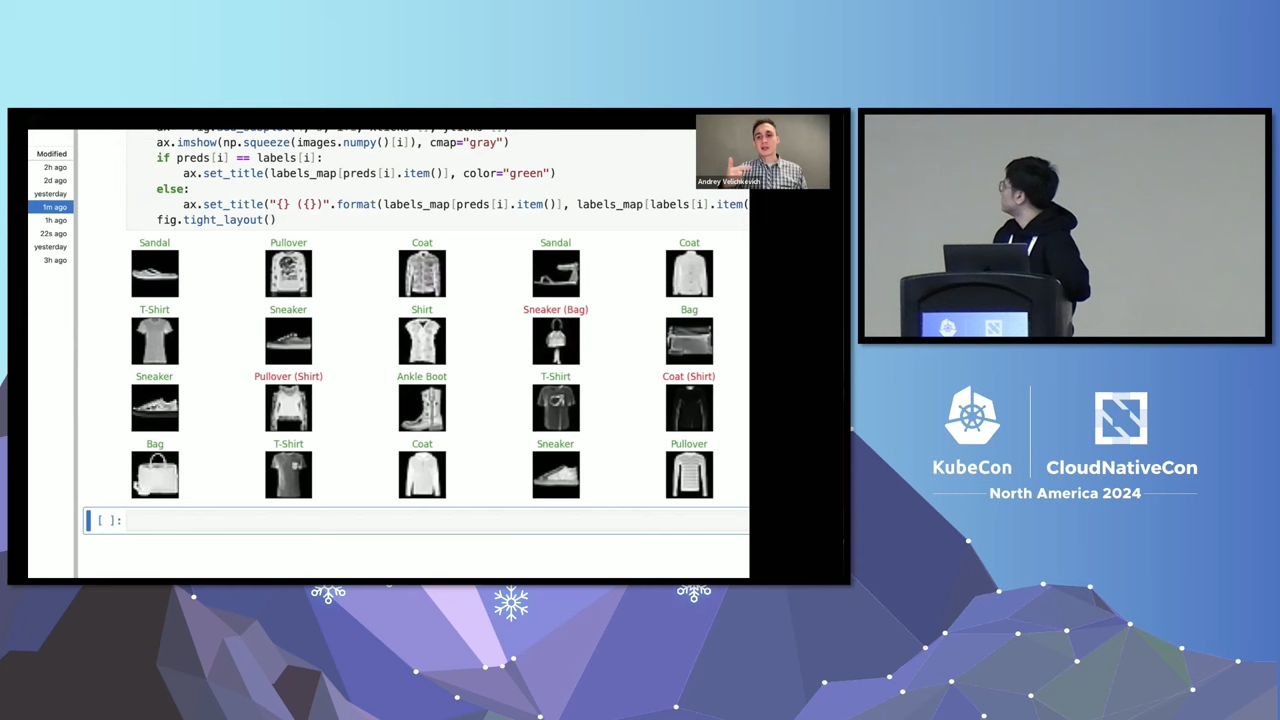 Modified
2h ago
2d ago
yesterday
1m ago
1h ago
22s ago
yesterday
3h ago
ax.imshow(np.squeeze(images.numpy()[i]), cmap="gray")
if preds[i] == labels[i]:
ax.set_title(labels_map[preds[i].item()], color="green")
else:
ax.set_title("{} ({})".format(labels_map[preds[i].item()], labels_map[labels[i].item(
fig.tight_layout()
Sandal Pullover Coat Sandal Coat
T-Shirt Sneaker Shirt Sneaker (Bag) Bag
Sneaker Pullover (Shirt) Ankle Boot T-Shirt Coat (Shirt)
Bag T-Shirt Coat Sneaker Pullover
[ ]:
Andrey Velichkevich
KubeCon
CloudNativeCon
North America 2024